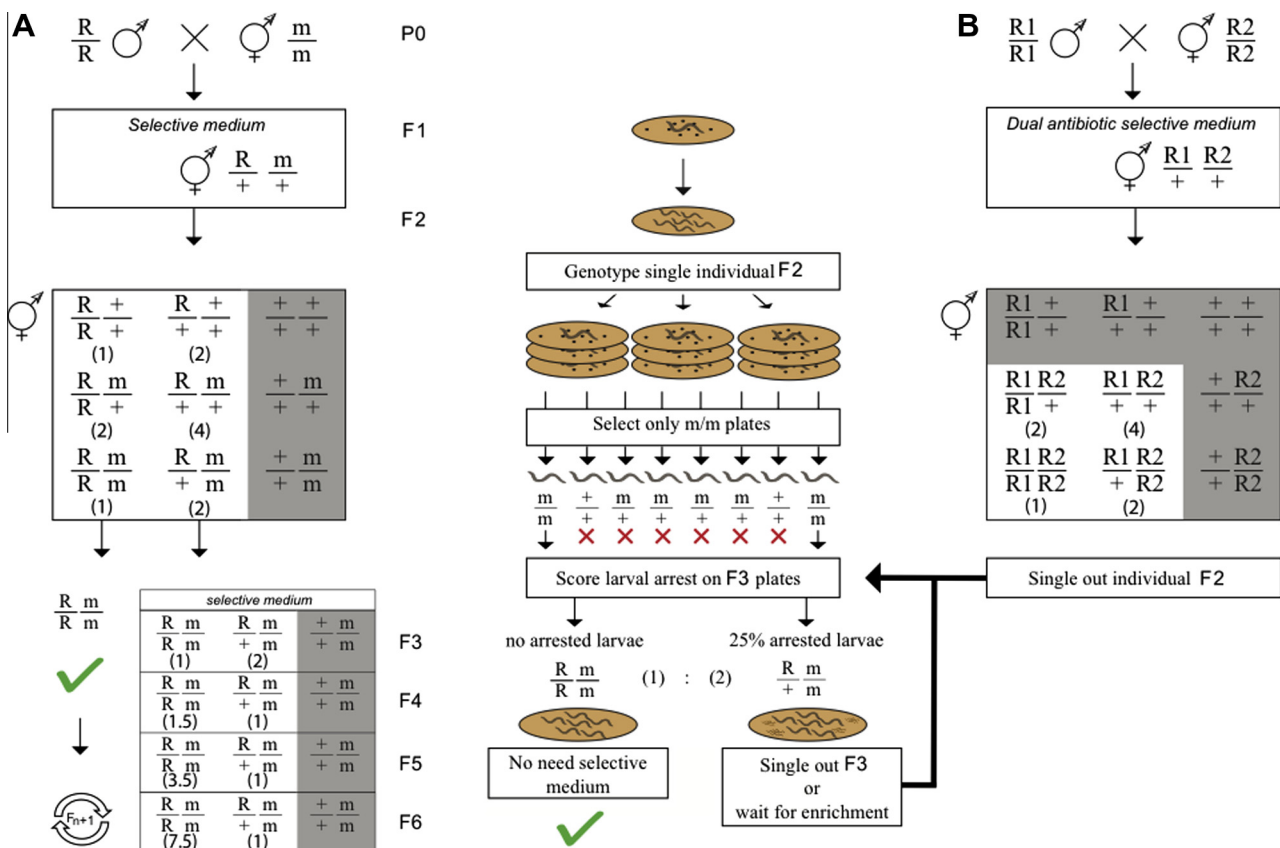 A
R m
R m
P0
B
R1 R2
R1 R2
Selective medium
R m
+ +
F1
F2
Genotype single individual F2
Select only m/m plates
m + m m m m + m
m + + + + + + m
Score larval arrest on F3 plates
no arrested larvae 25% arrested larvae
R m (1) : (2) R m
R m + m
No need selective
medium
Single out F3
or
wait for enrichment
Dual antibiotic selective medium
R1 R2
+ +
R + R + + +
R + + + + +
(1) (2)
R m R m + m
R + + + + +
(2) (4)
R m R m + m
R m + m + m
(1) (2)
R m
R m
Fn+1
selective medium
R m R m + m
R m + m + m
(1) (2)
F3
R m R m + m
R m + m + m
(1.5) (1)
F4
R m R m + m
R m + m + m
(3.5) (1)
F5
R m R m + m
R m + m + m
(7.5) (1)
F6
R1 + R1 + + +
R1 + + + + +
R1 R2 R1 R2 + R2
R1 + + + + +
(2) (4)
R1 R2 R1 R2 + R2
R1 R2 + R2 + R2
(1) (2)
Single out individual F2